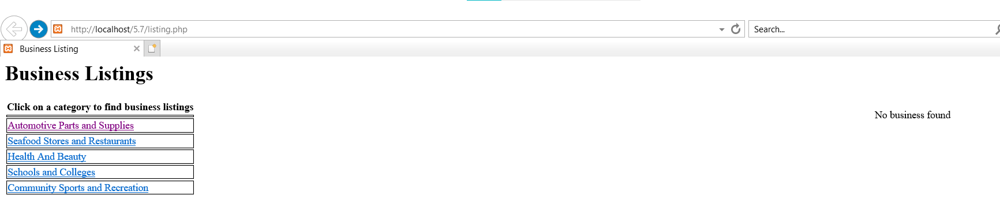 http://localhost/5.7/listing.php
Search...
Business Listing
Business Listings
Click on a category to find business listings
No business found
Automotive Parts and Supplies
Seafood Stores and Restaurants
Health And Beauty
Schools and Colleges
Community Sports and Recreation